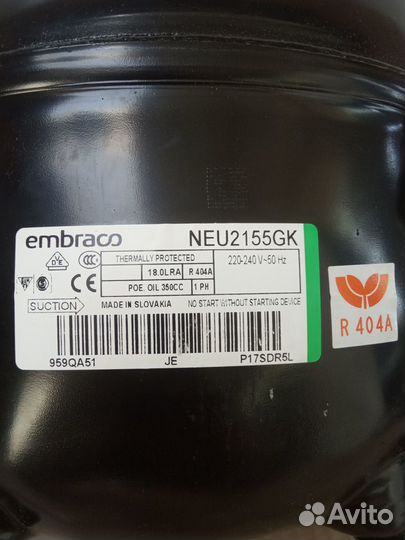 embraco NEU2155GK
THERMALLY PROTECTED 220-240 V~50 Hz
18.0LRA R 404A
POE. OIL 350CC 1 PH
SUCTION MADE IN SLOVAKIA NO START WITHOUT STARTING DEVICE
959QA51 JE P17SDR5L
R 404A
Avito